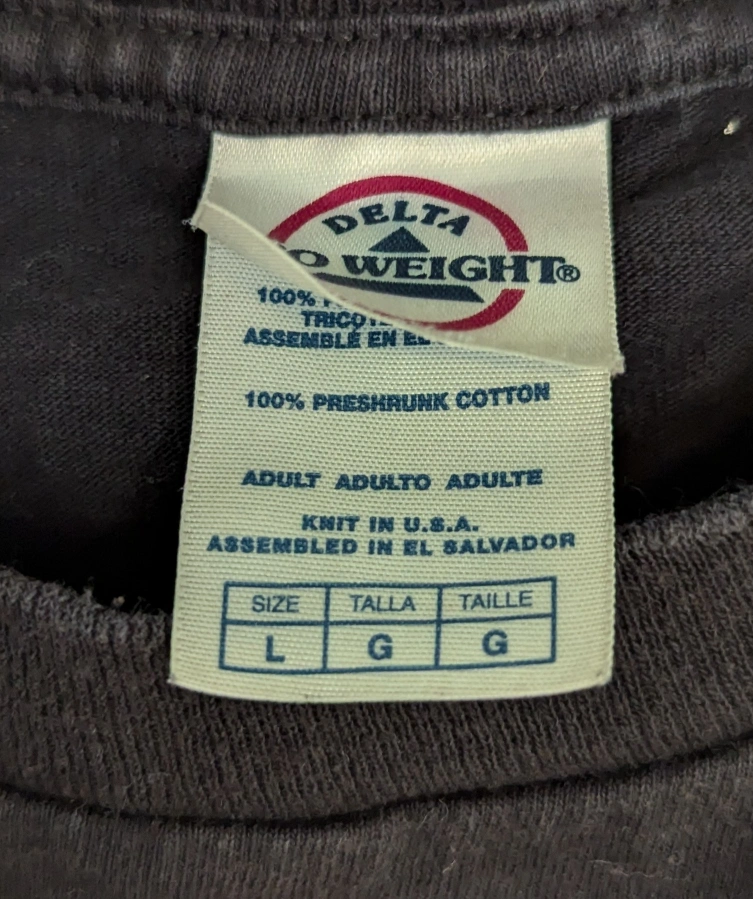 DELTA
WEIGHT®
100%
ASSEMBLÉ EN
100% PRESHRUNK COTTON
ADULT ADULTO ADULTE
KNIT IN U.S.A.
ASSEMBLED IN EL SALVADOR
SIZE TALLA TAILLE
L G G